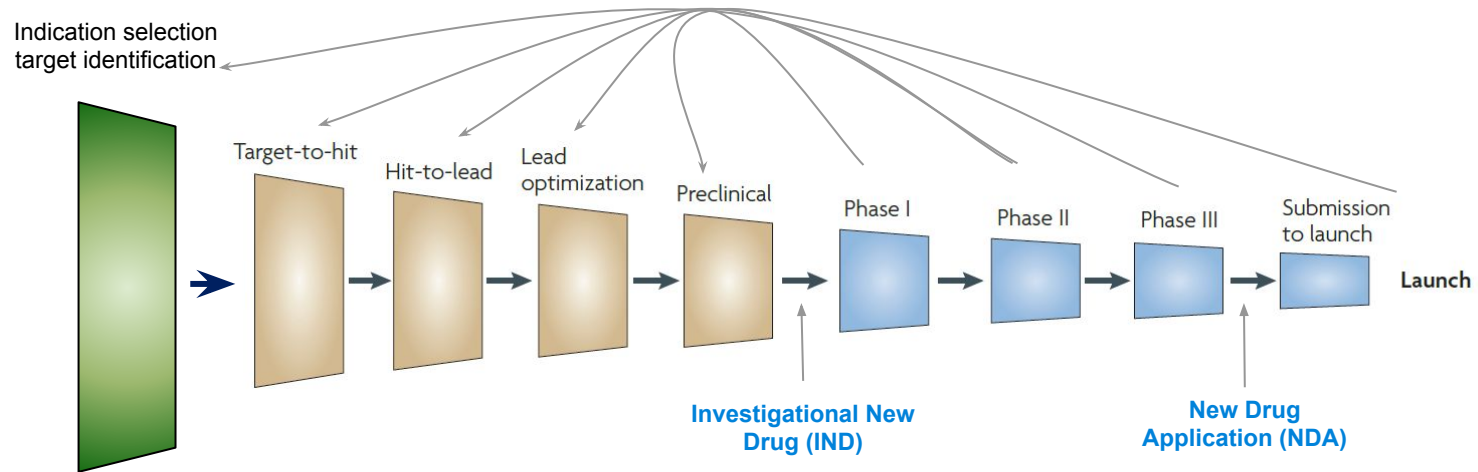 Indication selection
target identification
Target-to-hit
Hit-to-lead
Lead
optimization
Preclinical
Phase I
Phase II
Phase III
Submission
to launch
Launch
Investigational New
Drug (IND)
New Drug
Application (NDA)